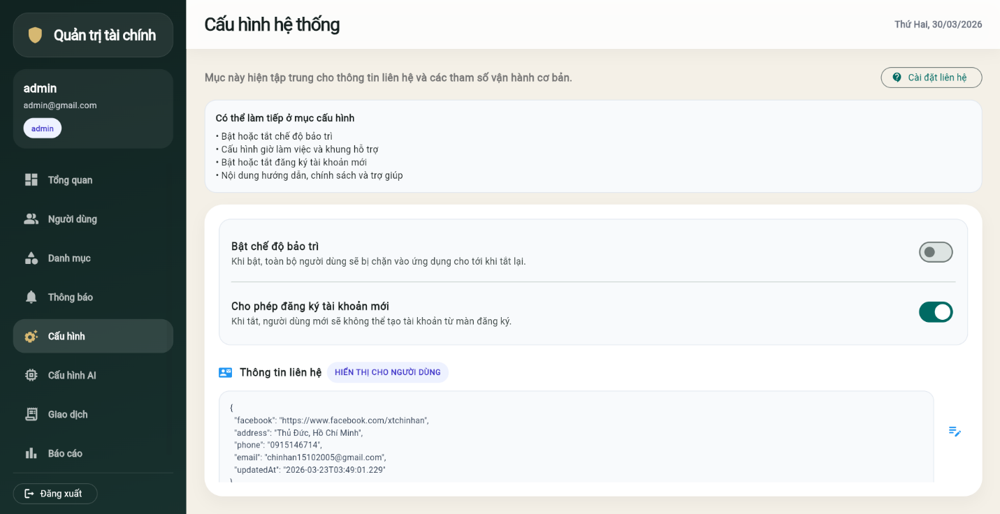 Quản trị tài chính
admin
admin@gmail.com
admin
Tổng quan
Người dùng
Danh mục
Thông báo
Cấu hình
Cấu hình AI
Giao dịch
Báo cáo
Đăng xuất
Cấu hình hệ thống
Thứ Hai, 30/03/2026
Mục này hiện tập trung cho thông tin liên hệ và các tham số vận hành cơ bản.
Cài đặt liên hệ
Có thể làm tiếp ở mục cấu hình
• Bật hoặc tắt chế độ bảo trì
• Cấu hình giờ làm việc và khung hỗ trợ
• Bật hoặc tắt đăng ký tài khoản mới
• Nội dung hướng dẫn, chính sách và trợ giúp
Bật chế độ bảo trì
Khi bật, toàn bộ người dùng sẽ bị chặn vào ứng dụng cho tới khi tắt lại.
Cho phép đăng ký tài khoản mới
Khi tắt, người dùng mới sẽ không thể tạo tài khoản từ màn đăng ký.
Thông tin liên hệ
HIỂN THỊ CHO NGƯỜI DÙNG
{
"facebook": "https://www.facebook.com/xtchinhan",
"address": "Thủ Đức, Hồ Chí Minh",
"phone": "0915146714",
"email": "chinhan15102005@gmail.com",
"updatedAt": "2026-03-23T03:49:01.229"
}